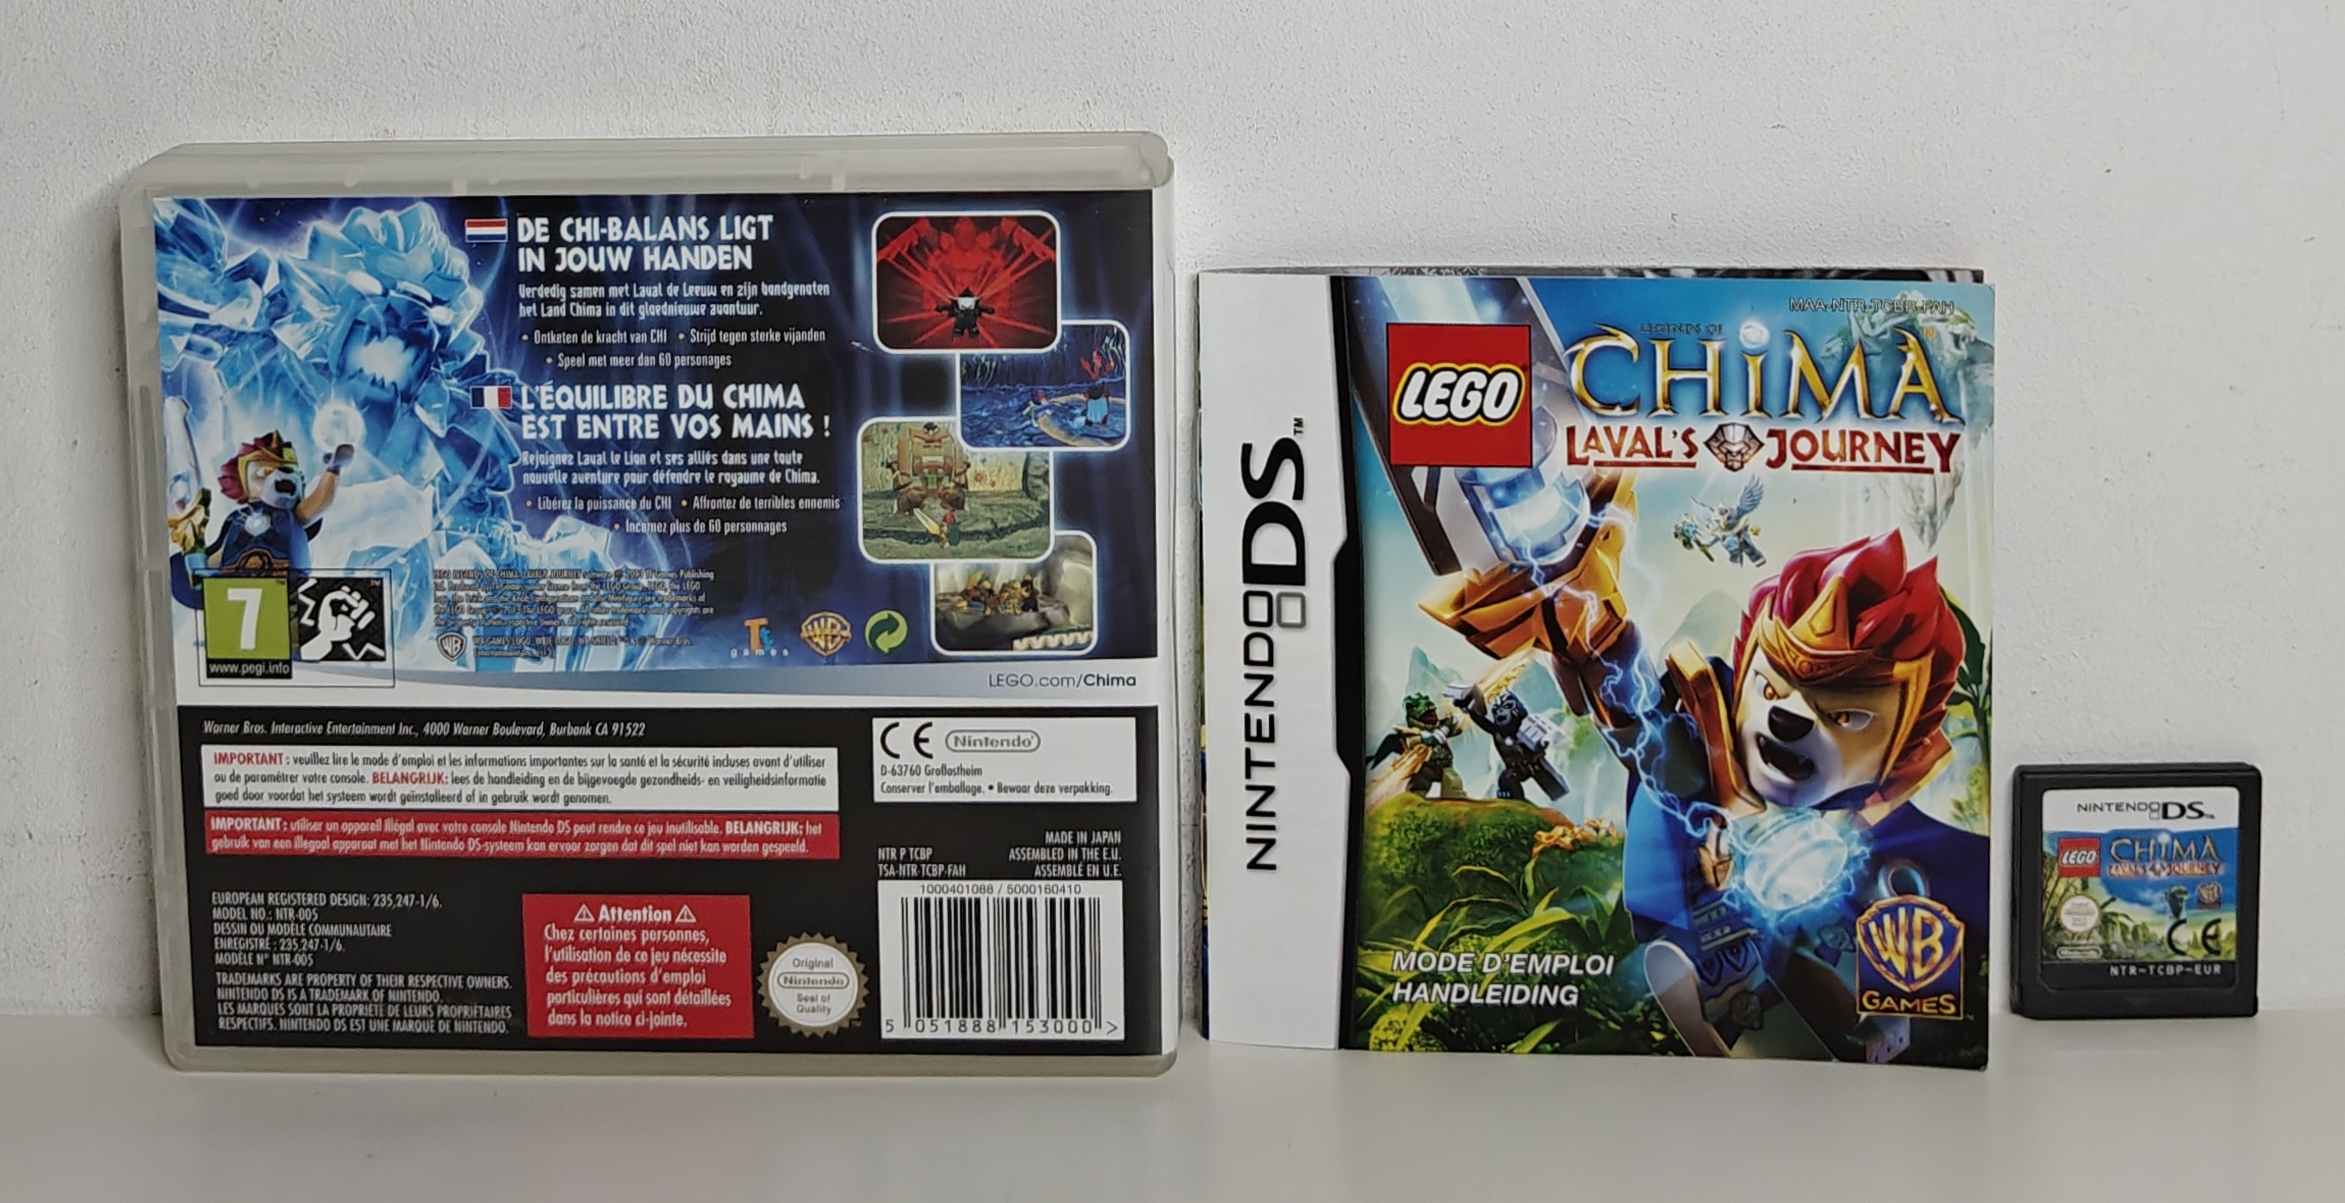 DE CHI-BALANS LIGT
IN JOUW HANDEN
Verdedig samen met Laval de Leeuw en zijn bondgenoten
het Land Chima in dit gloednieuwe avontuur.
• Ontketen de kracht van CHI • Strijd tegen sterke vijanden
• Speel met meer dan 60 personages
L'ÉQUILIBRE DU CHIMA
EST ENTRE VOS MAINS !
Rejoignez Laval le Lion et ses alliés dans une toute
nouvelle aventure pour défendre le royaume de Chima.
• Libérez la puissance du CHI • Affrontez de terribles ennemis
• Incarnez plus de 60 personnages
7
www.pegi.info
WB
Tt
games
WB
LEGO.com/Chima
Warner Bros. Interactive Entertainment Inc., 4000 Warner Boulevard, Burbank CA 91522
IMPORTANT : veuillez lire le mode d'emploi et les informations importantes sur la santé et la sécurité incluses avant d'utiliser
ou de paramétrer votre console. BELANGRIJK: lees de handleiding en de bijgevoegde gezondheids- en veiligheidsinformatie
goed door voordat het systeem wordt geïnstalleerd of in gebruik wordt genomen.
IMPORTANT : utiliser un appareil illégal avec votre console Nintendo DS peut rendre ce jeu inutilisable. BELANGRIJK: het
gebruik van een illegaal apparaat met het Nintendo DS-systeem kan ervoor zorgen dat dit spel niet kan worden gespeeld.
CE Nintendo
D-63760 Großostheim
Conserver l'emballage. • Bewaar deze verpakking.
MADE IN JAPAN
NTR P TCBP ASSEMBLED IN THE E.U.
TSA-NTR-TCBP-FAH ASSEMBLÉ EN U.E.
1000401088 / 5000160410
5 051888 153000 >
EUROPEAN REGISTERED DESIGN: 235,247-1/6.
MODEL NO.: NTR-005
DESSIN OU MODÈLE COMMUNAUTAIRE
ENREGISTRÉ : 235,247-1/6.
MODÈLE N° NTR-005
TRADEMARKS ARE PROPERTY OF THEIR RESPECTIVE OWNERS.
NINTENDO DS IS A TRADEMARK OF NINTENDO.
LES MARQUES SONT LA PROPRIÉTÉ DE LEURS PROPRIÉTAIRES
RESPECTIFS. NINTENDO DS EST UNE MARQUE DE NINTENDO.
Attention
Chez certaines personnes,
l'utilisation de ce jeu nécessite
des précautions d'emploi
particulières qui sont détaillées
dans la notice ci-jointe.
Original
Nintendo
Seal of
Quality
NINTENDO DS™
MAA-NTR-TCBP-FAH
LEGO
LEGENDS OF
CHIMA™
LAVAL'S JOURNEY
MODE D'EMPLOI
HANDLEIDING
WB
GAMES
NINTENDO DS™
LEGO
CHIMA
LAVAL'S JOURNEY
CE
NTR-TCBP-EUR